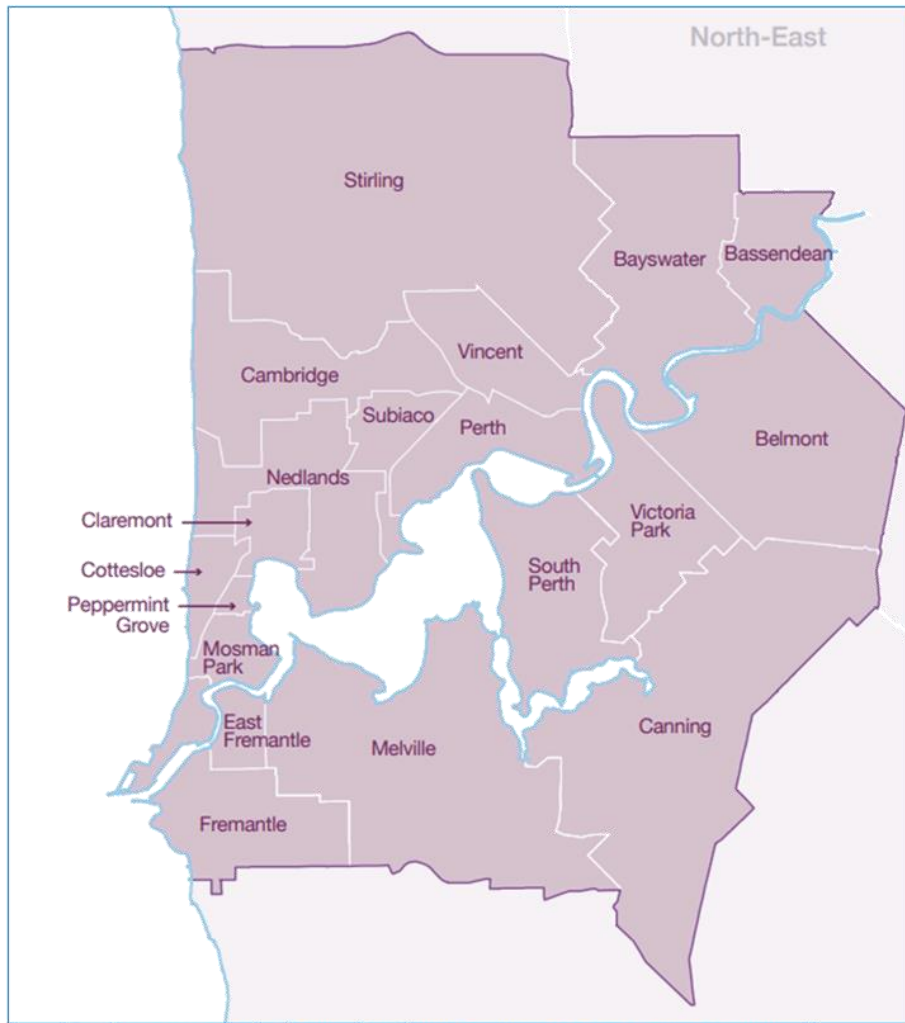 North-East
Stirling
Bayswater
Bassendean
Vincent
Cambridge
Subiaco
Perth
Belmont
Nedlands
Claremont
Victoria
Park
Cottesloe
South
Perth
Peppermint
Grove
Mosman
Park
East
Fremantle
Melville
Canning
Fremantle